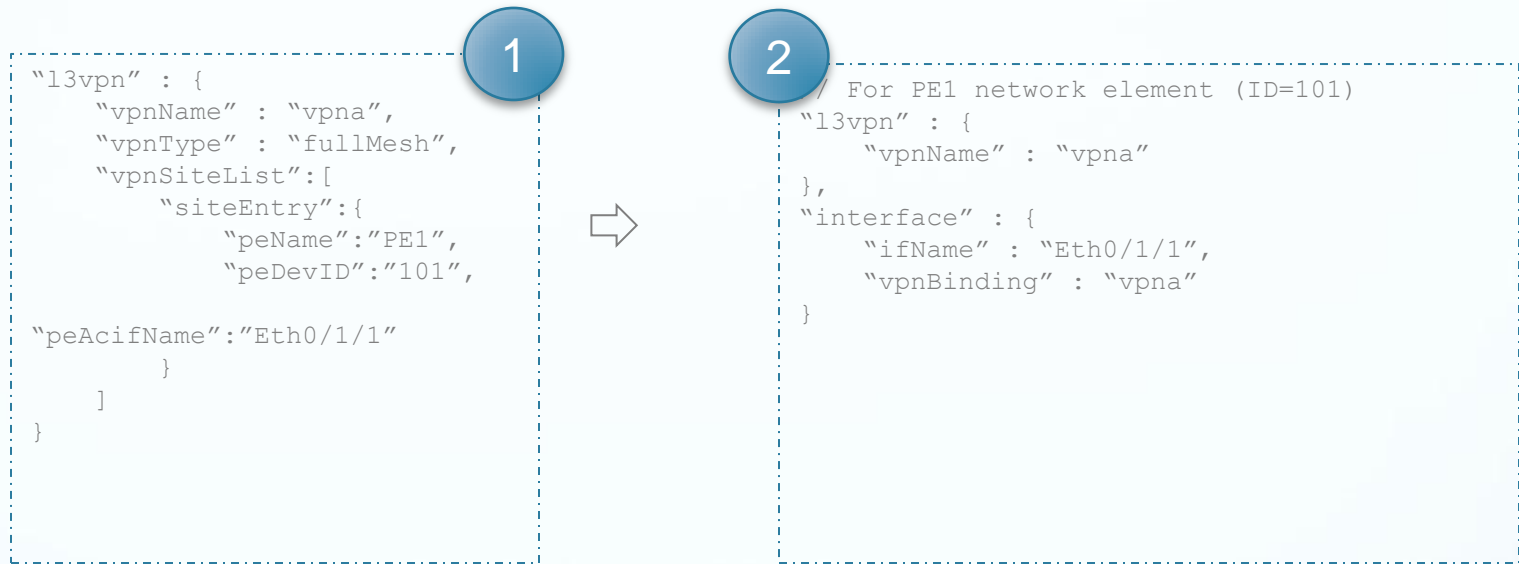 1
“l3vpn” : {
“vpnName” : “vpna”,
“vpnType” : “fullMesh”,
“vpnSiteList”:[
“siteEntry”:{
“peName”:”PE1”,
“peDevID”:”101”,
“peAcifName”:”Eth0/1/1”
}
]
}
2
/ For PE1 network element (ID=101)
“l3vpn” : {
“vpnName” : “vpna”
},
“interface” : {
“ifName” : “Eth0/1/1”,
“vpnBinding” : “vpna”
}